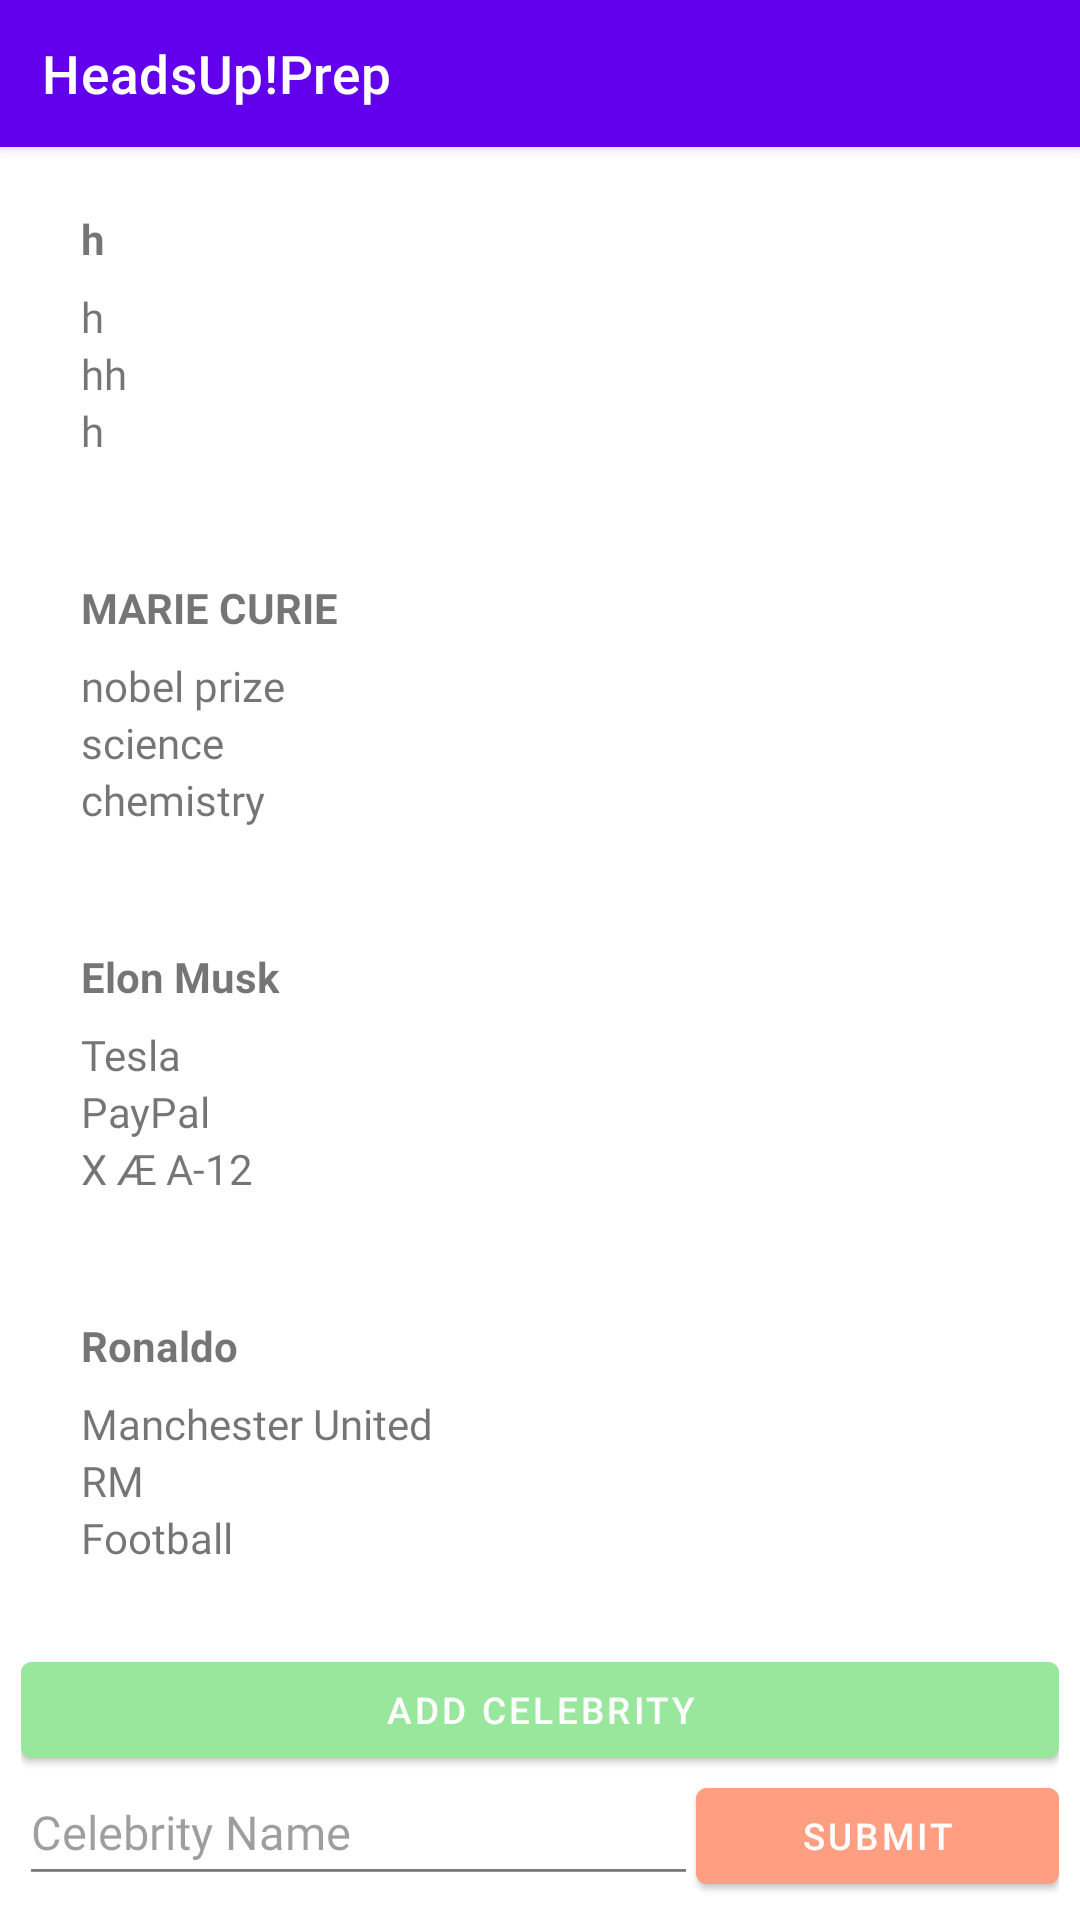 HeadsUp!Prep
h
h
hh
h
MARIE CURIE
nobel prize
science
chemistry
Elon Musk
Tesla
PayPal
X Æ A-12
Ronaldo
Manchester United
RM
Football
ADD CELEBRITY
Celebrity Name
SUBMIT